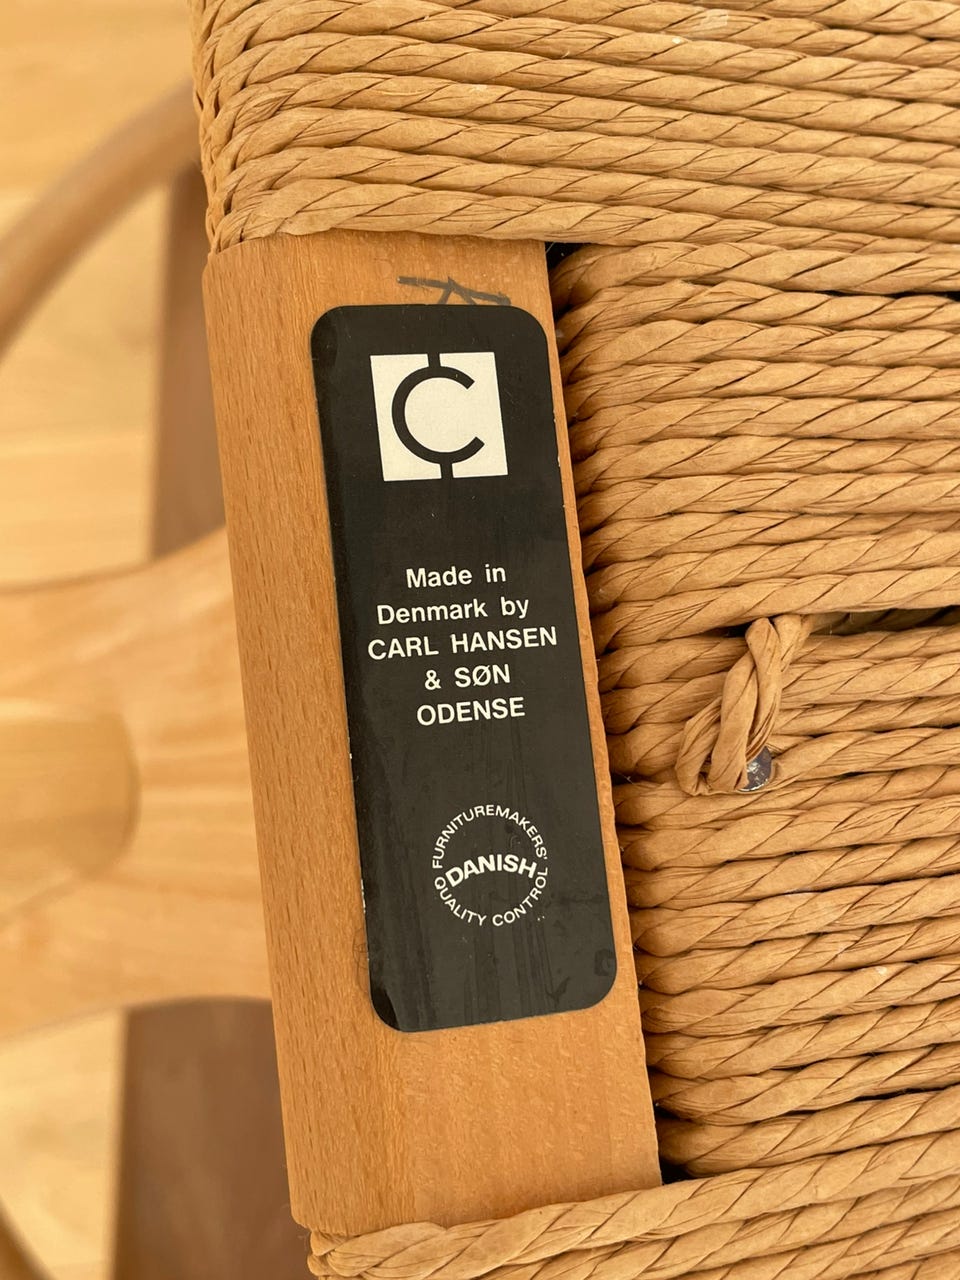 C
Made in
Denmark by
CARL HANSEN
& SØN
ODENSE
FURNITUREMAKERS'
DANISH
QUALITY CONTROL